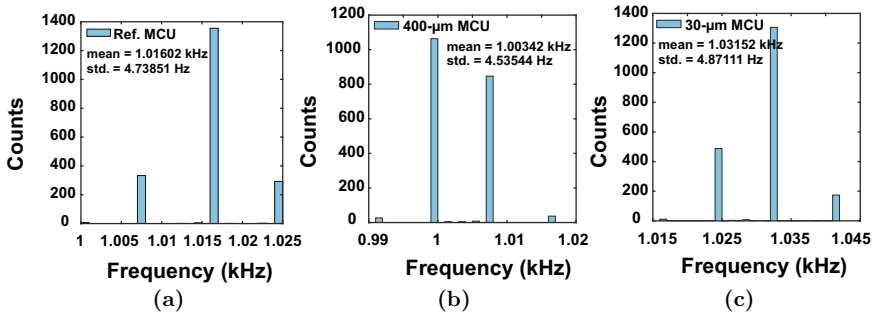 Counts
1400
1200
1000
800
600
400
200
0
Ref. MCU
mean = 1.01602 kHz
std. = 4.73851 Hz
1 1.005 1.01 1.015 1.02 1.025
Frequency (kHz)
(a)
Counts
1200
1000
800
600
400
200
0
400-μm MCU
mean = 1.00342 kHz
std. = 4.53544 Hz
0.99 1 1.01 1.02
Frequency (kHz)
(b)
Counts
1400
1200
1000
800
600
400
200
0
30-μm MCU
mean = 1.03152 kHz
std. = 4.87111 Hz
1.015 1.025 1.035 1.045
Frequency (kHz)
(c)